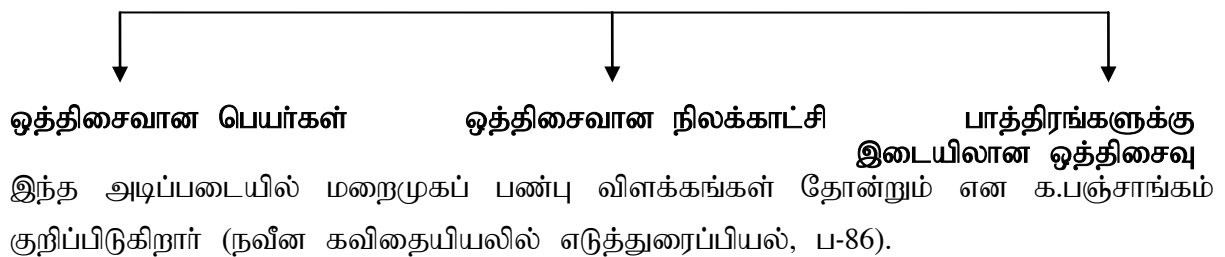 ஒத்திசைவான பெயர்கள் ஒத்திசைவான நிலக்காட்சி பாத்திரங்களுக்கு
இடையிலான ஒத்திசைவு
இந்த அடிப்படையில் மறைமுகப் பண்பு விளக்கங்கள் தோன்றும் என க.பஞ்சாங்கம்
குறிப்பிடுகிறார் (நவீன கவிதையியலில் எடுத்துரைப்பியல், ப-86).